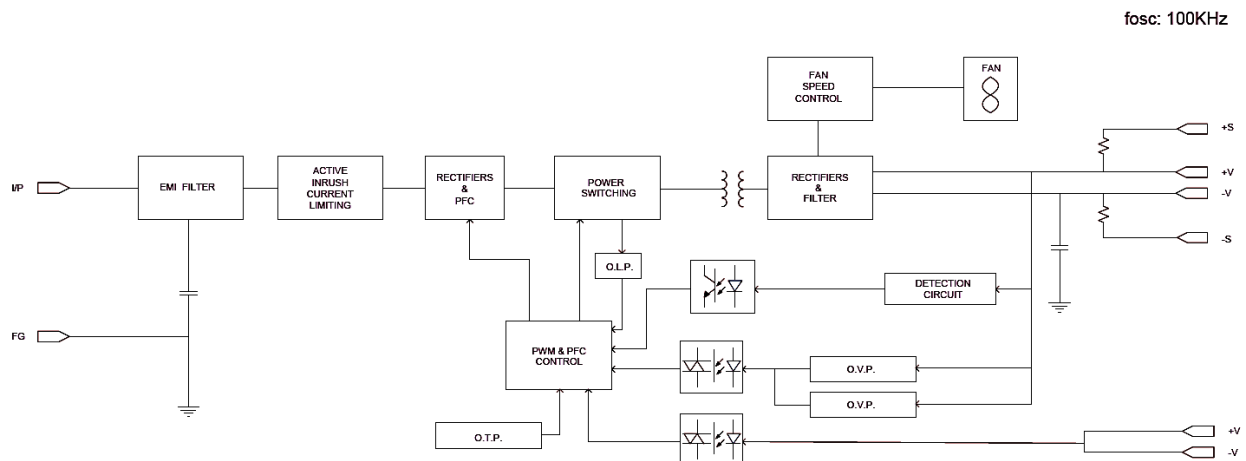 fosc: 100KHz
FAN
SPEED
CONTROL
FAN
+S
I/P
EMI FILTER
ACTIVE
INRUSH
CURRENT
LIMITING
RECTIFIERS
&
PFC
POWER
SWITCHING
RECTIFIERS
&
FILTER
+V
-V
-S
O.L.P.
DETECTION
CIRCUIT
FG
PWM & PFC
CONTROL
O.V.P.
O.V.P.
O.T.P.
+V
-V